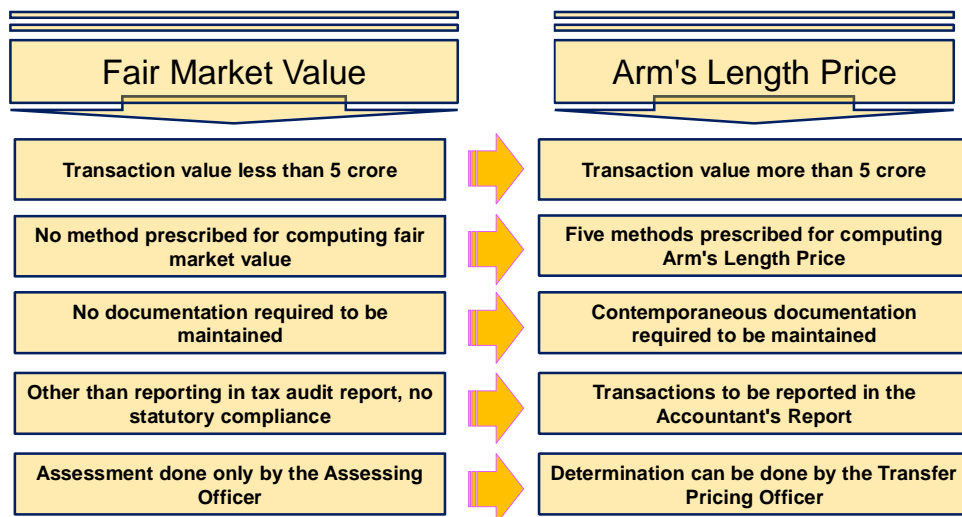 Fair Market Value
Arm's Length Price
Transaction value less than 5 crore
Transaction value more than 5 crore
No method prescribed for computing fair
market value
Five methods prescribed for computing
Arm's Length Price
No documentation required to be
maintained
Contemporaneous documentation
required to be maintained
Other than reporting in tax audit report, no
statutory compliance
Transactions to be reported in the
Accountant's Report
Assessment done only by the Assessing
Officer
Determination can be done by the Transfer
Pricing Officer